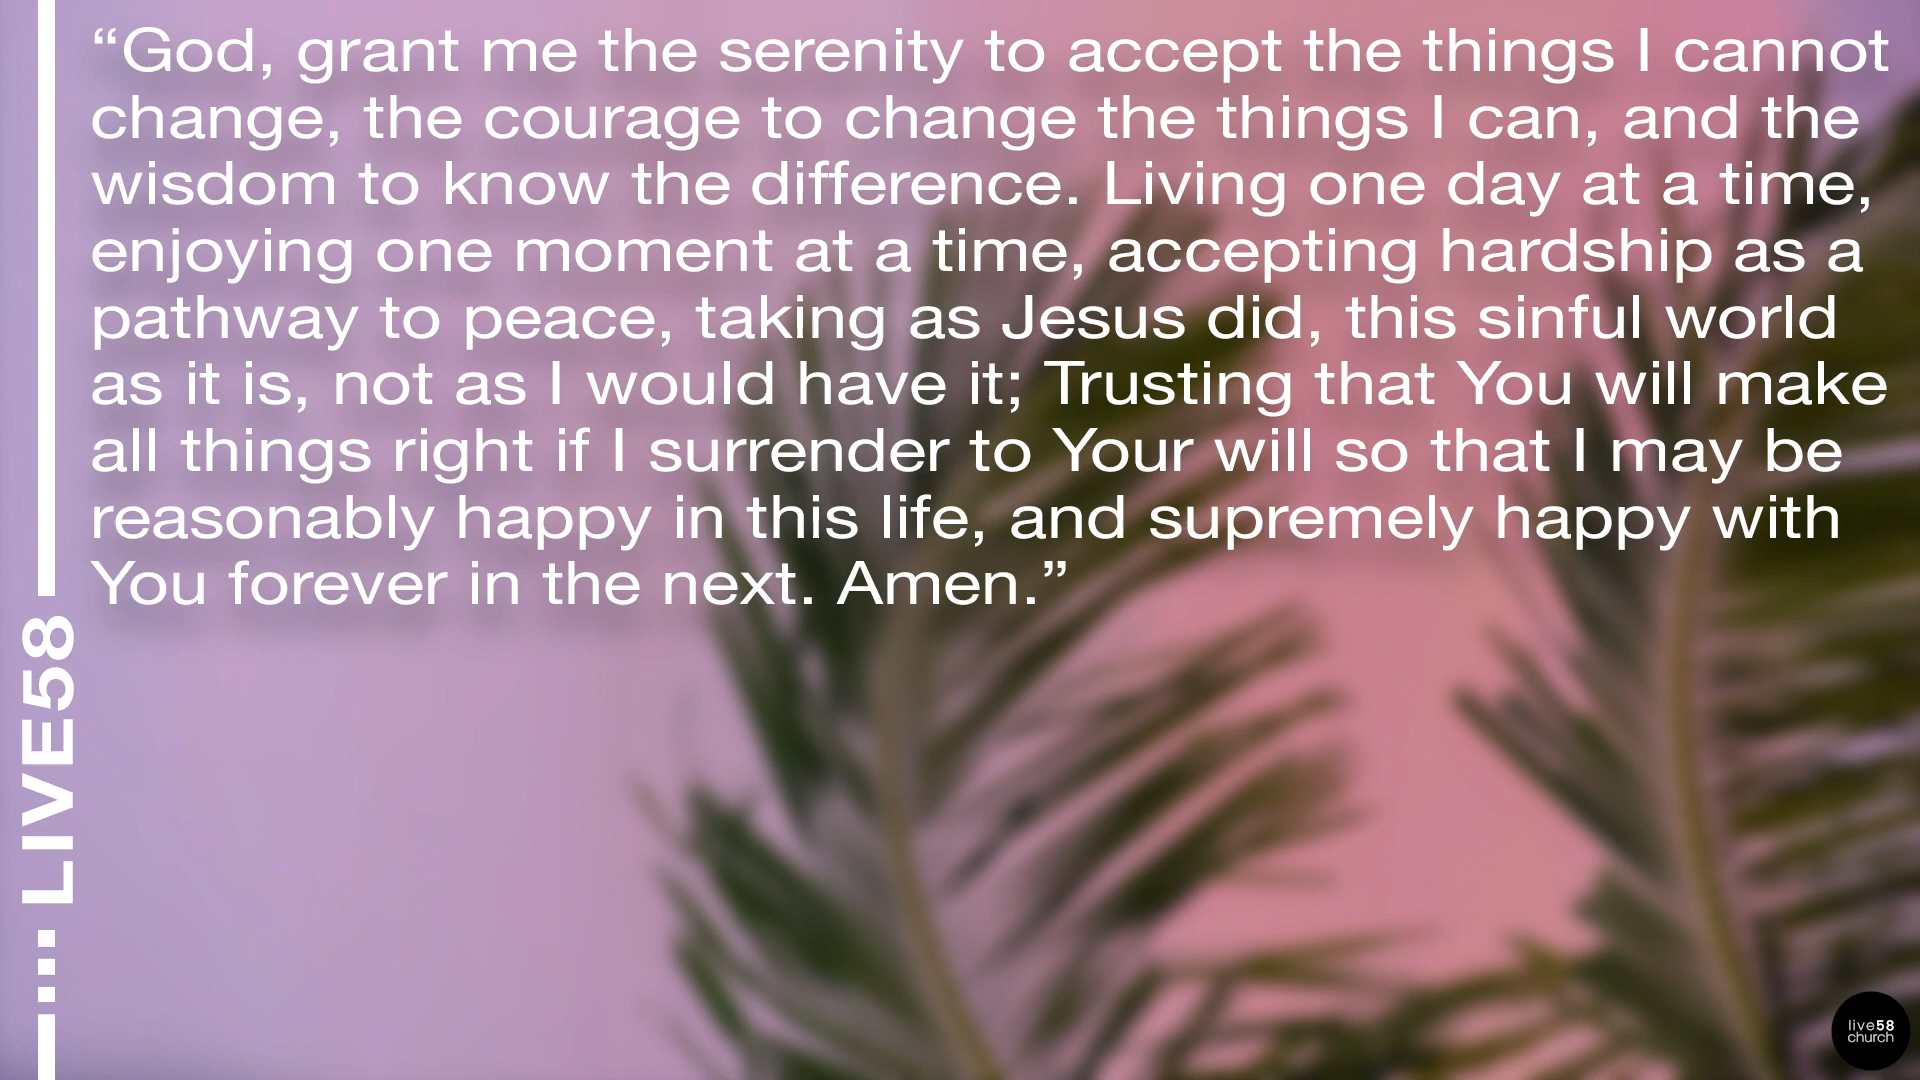 “God, grant me the serenity to accept the things I cannot
change, the courage to change the things I can, and the
wisdom to know the difference. Living one day at a time,
enjoying one moment at a time, accepting hardship as a
pathway to peace, taking as Jesus did, this sinful world
as it is, not as I would have it; Trusting that You will make
all things right if I surrender to Your will so that I may be
reasonably happy in this life, and supremely happy with
You forever in the next. Amen.”
LIVE58
live58
church